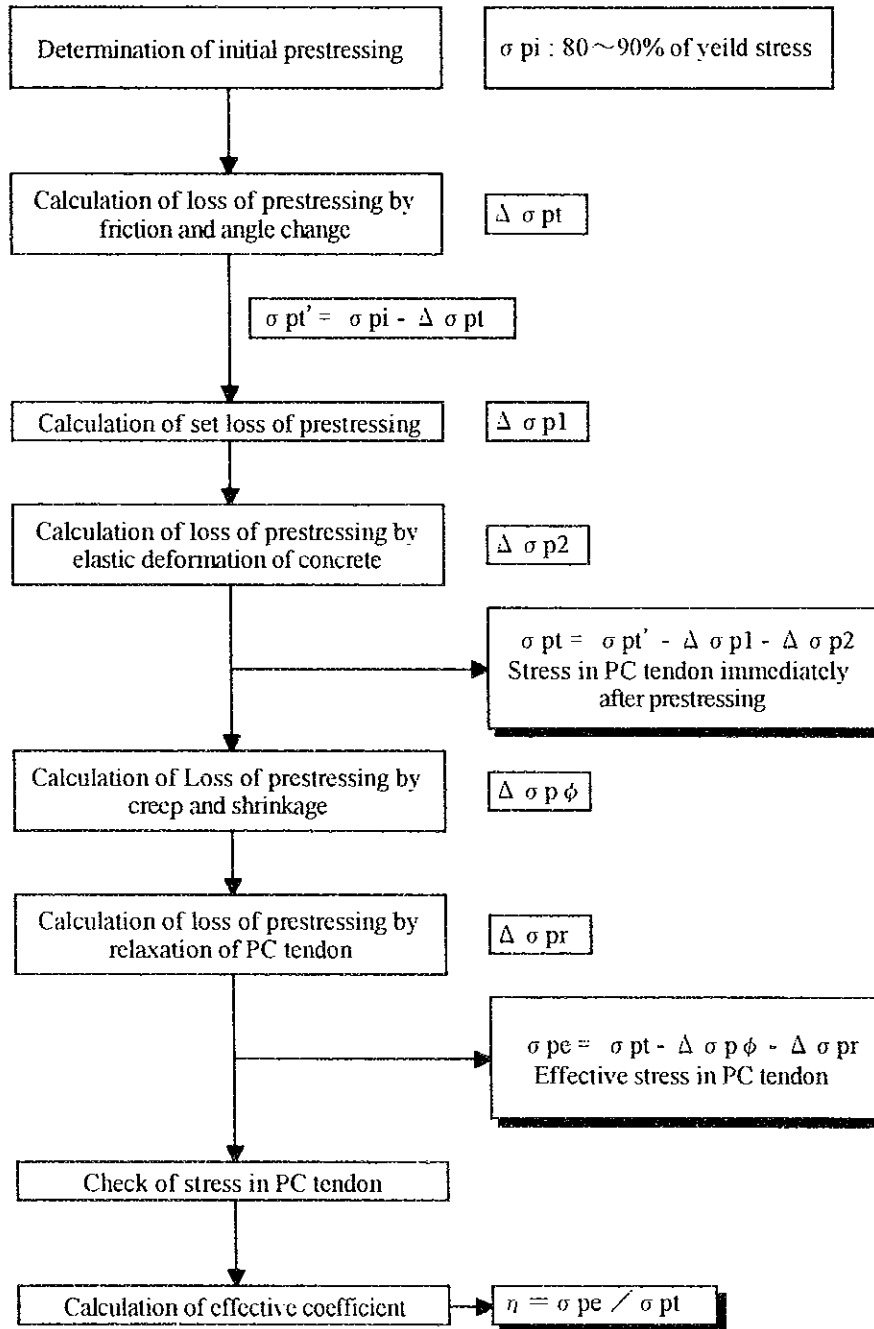 Determination of initial prestressing
σ pi : 80～90% of yeild stress
Calculation of loss of prestressing by
friction and angle change
Δ σ pt
σ pt' = σ pi - Δ σ pt
Calculation of set loss of prestressing
Δ σ p1
Calculation of loss of prestressing by
elastic deformation of concrete
Δ σ p2
σ pt = σ pt' - Δ σ p1 - Δ σ p2
Stress in PC tendon immediately
after prestressing
Calculation of Loss of prestressing by
creep and shrinkage
Δ σ p ϕ
Calculation of loss of prestressing by
relaxation of PC tendon
Δ σ pr
σ pe = σ pt - Δ σ p ϕ - Δ σ pr
Effective stress in PC tendon
Check of stress in PC tendon
Calculation of effective coefficient
η ＝ σ pe ／ σ pt